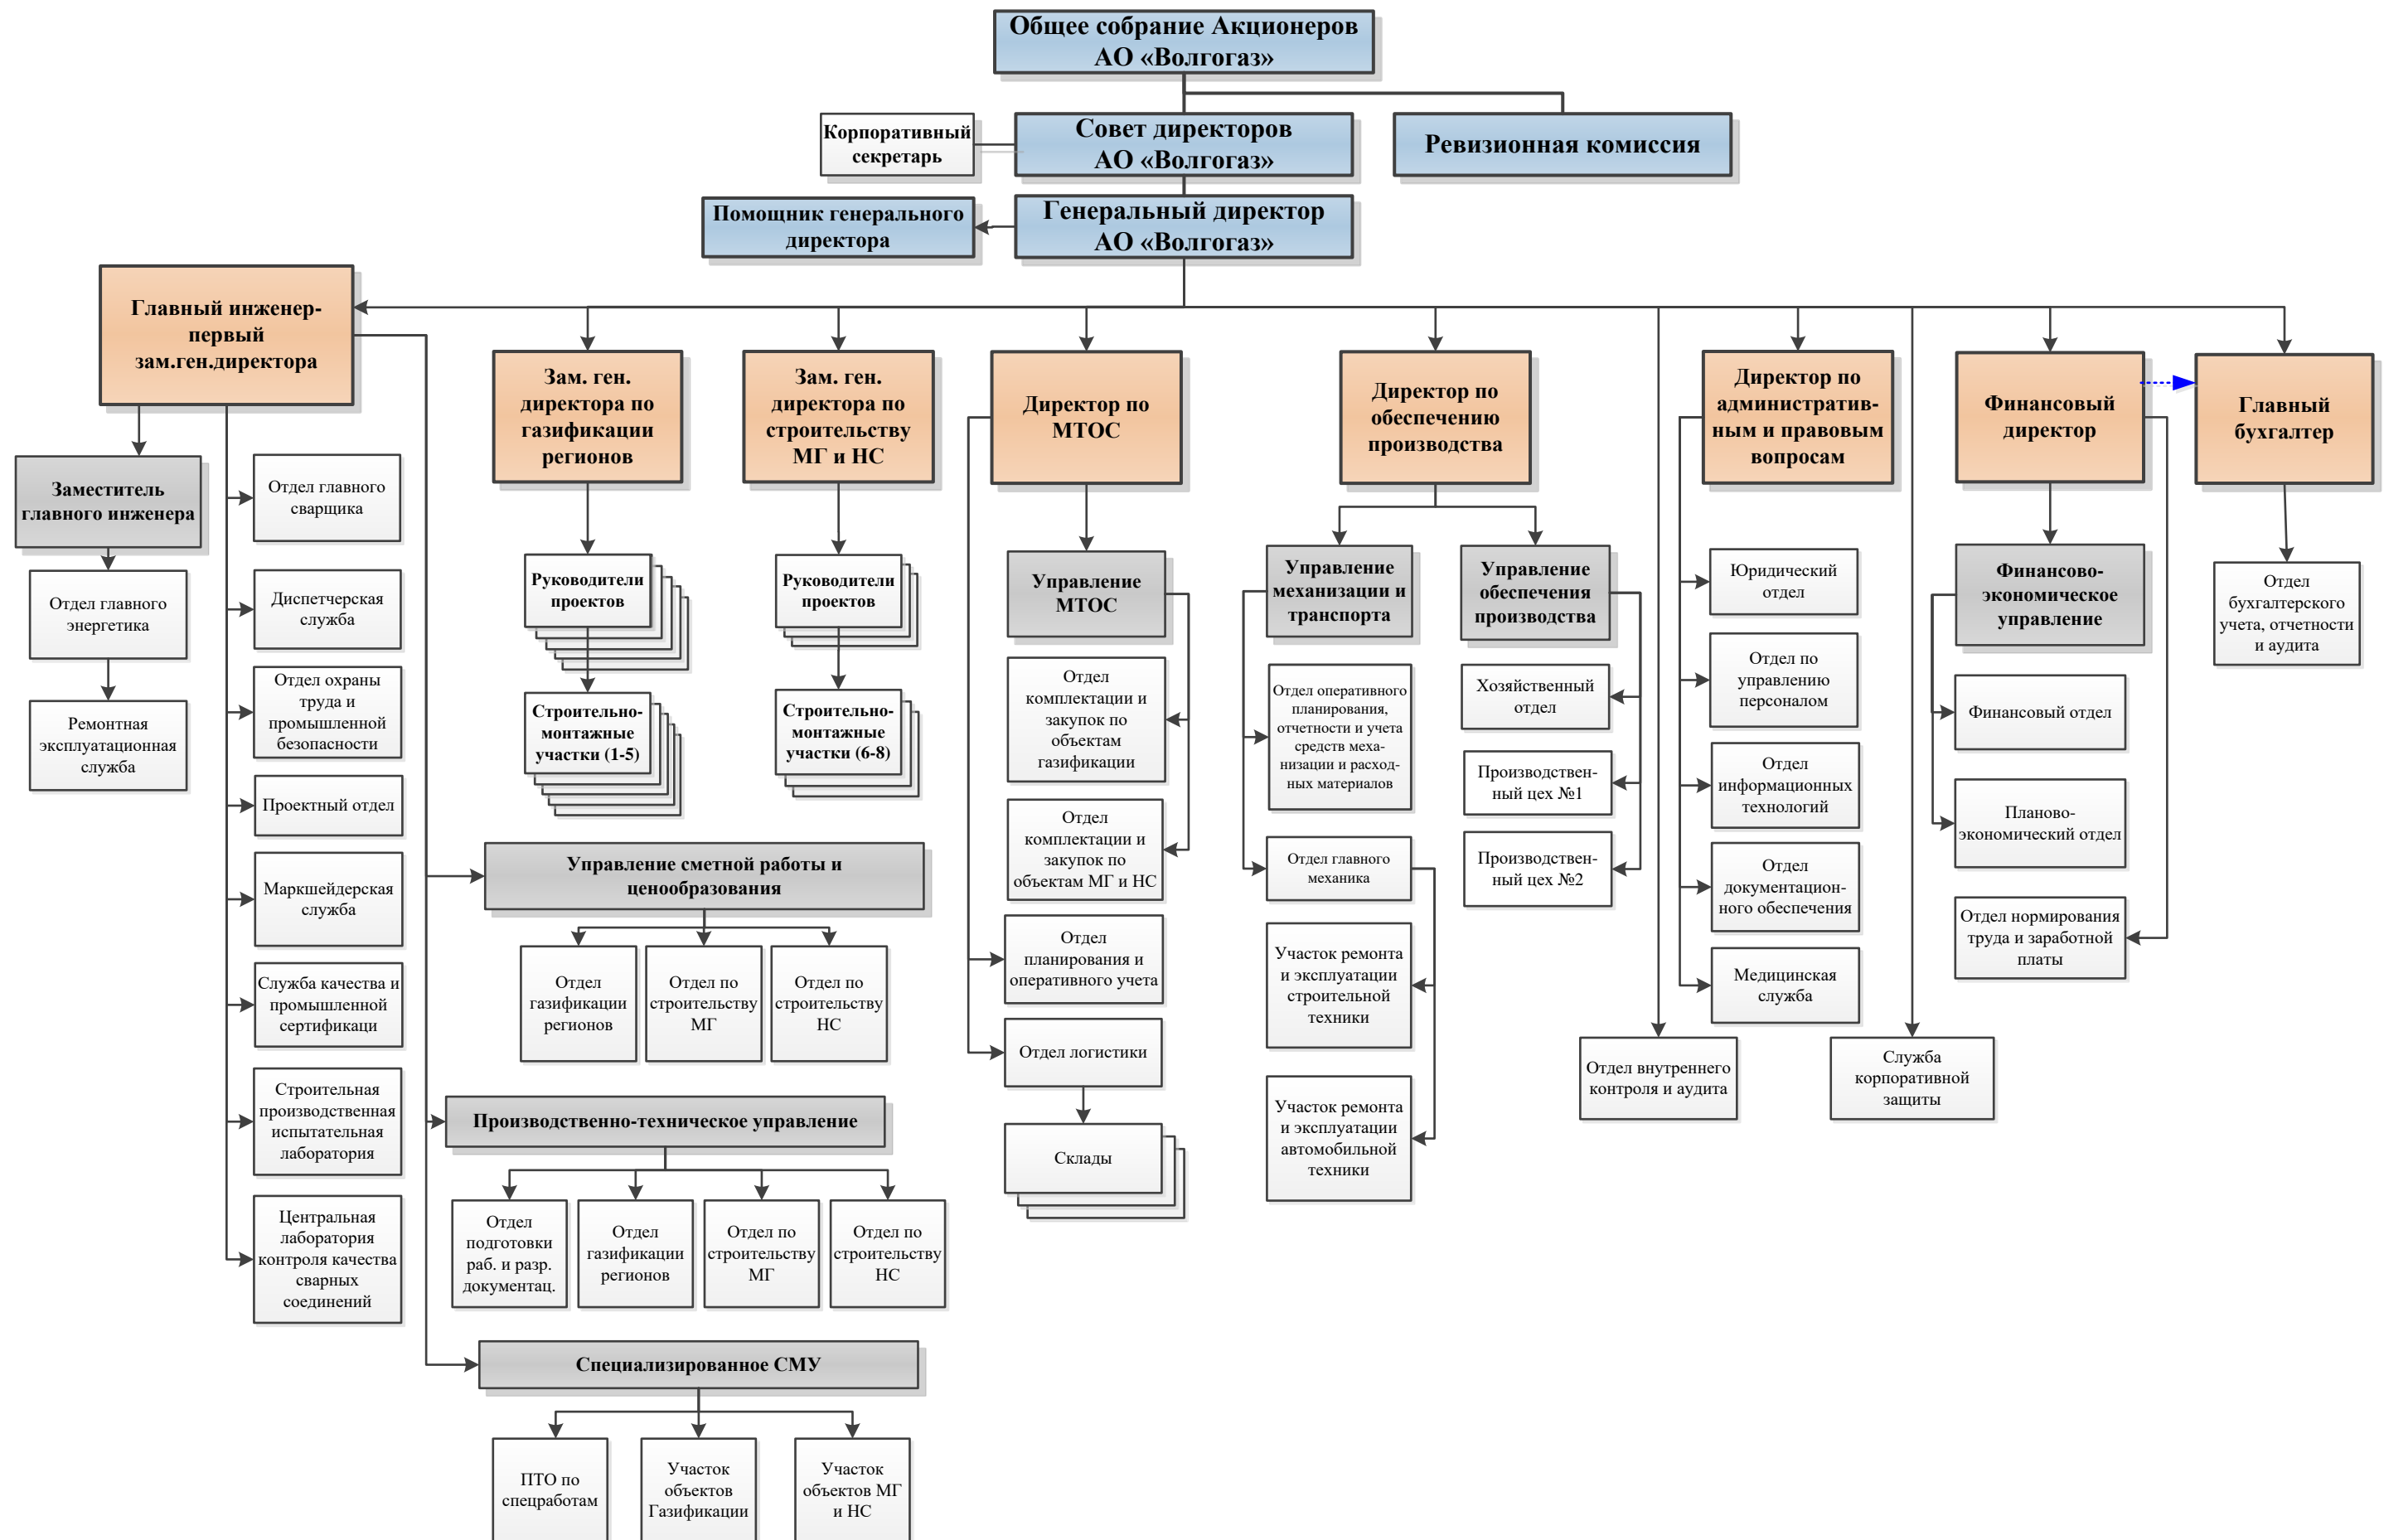 Общее собрание Акционеров
АО «Волгогаз»
Корпоративный
секретарь
Совет директоров
АО «Волгогаз»
Ревизионная комиссия
Помощник генерального
директора
Генеральный директор
АО «Волгогаз»
Главный инженер-
первый
зам.ген.директора
Зам. ген.
директора по
газификации
регионов
Зам. ген.
директора по
строительству
МГ и НС
Директор по
МТОС
Директор по
обеспечению
производства
Директор по
административ-
ным и правовым
вопросам
Финансовый
директор
Главный
бухгалтер
Заместитель
главного инженера
Отдел главного
энергетика
Ремонтная
эксплуатационная
служба
Отдел главного
сварщика
Диспетчерская
служба
Отдел охраны
труда и
промышленной
безопасности
Проектный отдел
Маркшейдерская
служба
Служба качества и
промышленной
сертификаци
Строительная
производственная
испытательная
лаборатория
Центральная
лаборатория
контроля качества
сварных
соединений
Руководители
проектов
Строительно-
монтажные
участки (1-5)
Руководители
проектов
Строительно-
монтажные
участки (6-8)
Управление сметной работы и
ценообразования
Отдел
газификации
регионов
Отдел по
строительству
МГ
Отдел по
строительству
НС
Производственно-техническое управление
Отдел
подготовки
раб. и разр.
документац.
Отдел
газификации
регионов
Отдел по
строительству
МГ
Отдел по
строительству
НС
Специализированное СМУ
ПТО по
спецработам
Участок
объектов
Газификации
Участок
объектов МГ
и НС
Управление
МТОС
Отдел
комплектации и
закупок по
объектам
газификации
Отдел
комплектации и
закупок по
объектам МГ и НС
Отдел
планирования и
оперативного учета
Отдел логистики
Склады
Управление
механизации и
транспорта
Отдел оперативного
планирования,
отчетности и учета
средств меха-
низации и расход-
ных материалов
Отдел главного
механика
Участок ремонта
и эксплуатации
строительной
техники
Участок ремонта
и эксплуатации
автомобильной
техники
Управление
обеспечения
производства
Хозяйственный
отдел
Производствен-
ный цех №1
Производствен-
ный цех №2
Юридический
отдел
Отдел по
управлению
персоналом
Отдел
информационных
технологий
Отдел
документацион-
ного обеспечения
Медицинская
служба
Отдел внутреннего
контроля и аудита
Служба
корпоративной
защиты
Финансово-
экономическое
управление
Финансовый отдел
Планово-
экономический отдел
Отдел нормирования
труда и заработной
платы
Отдел
бухгалтерского
учета, отчетности
и аудита